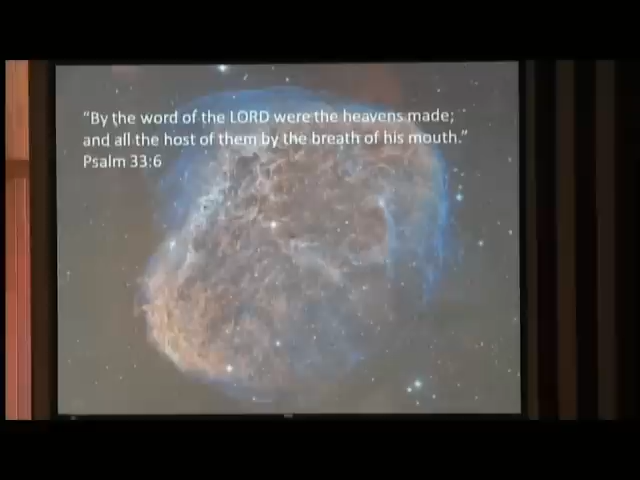 “By the word of the LORD were the heavens made;
and all the host of them by the breath of his mouth.”
Psalm 33:6